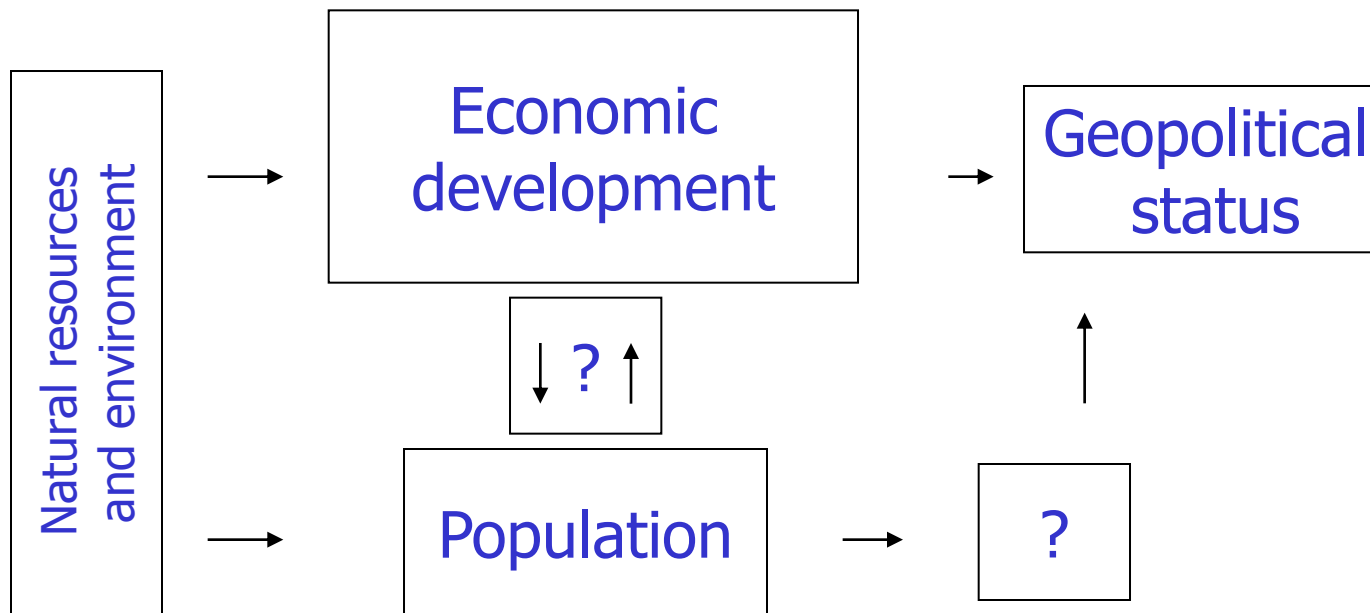 Natural resources
and environment
Economic
development
Geopolitical
status
?
Population
?